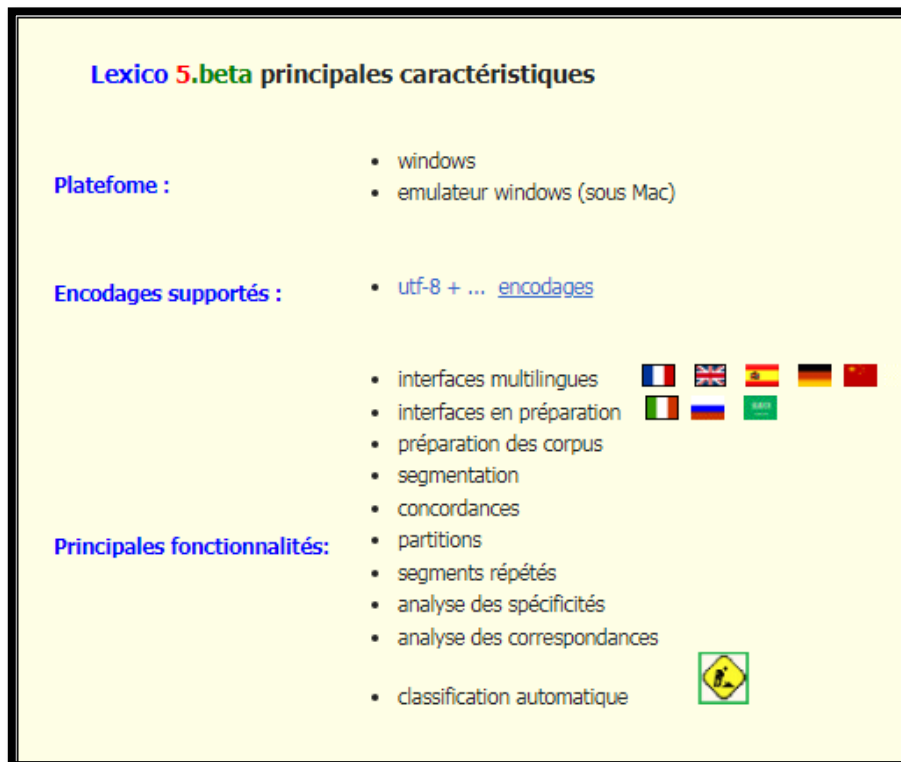 Lexico 5.beta principales caractéristiques
Platefome :
• windows
• emulateur windows (sous Mac)
Encodages supportés :
• utf-8 + ... encodages
Principales fonctionnalités:
• interfaces multilingues
• interfaces en préparation
• préparation des corpus
• segmentation
• concordances
• partitions
• segments répétés
• analyse des spécificités
• analyse des correspondances
• classification automatique